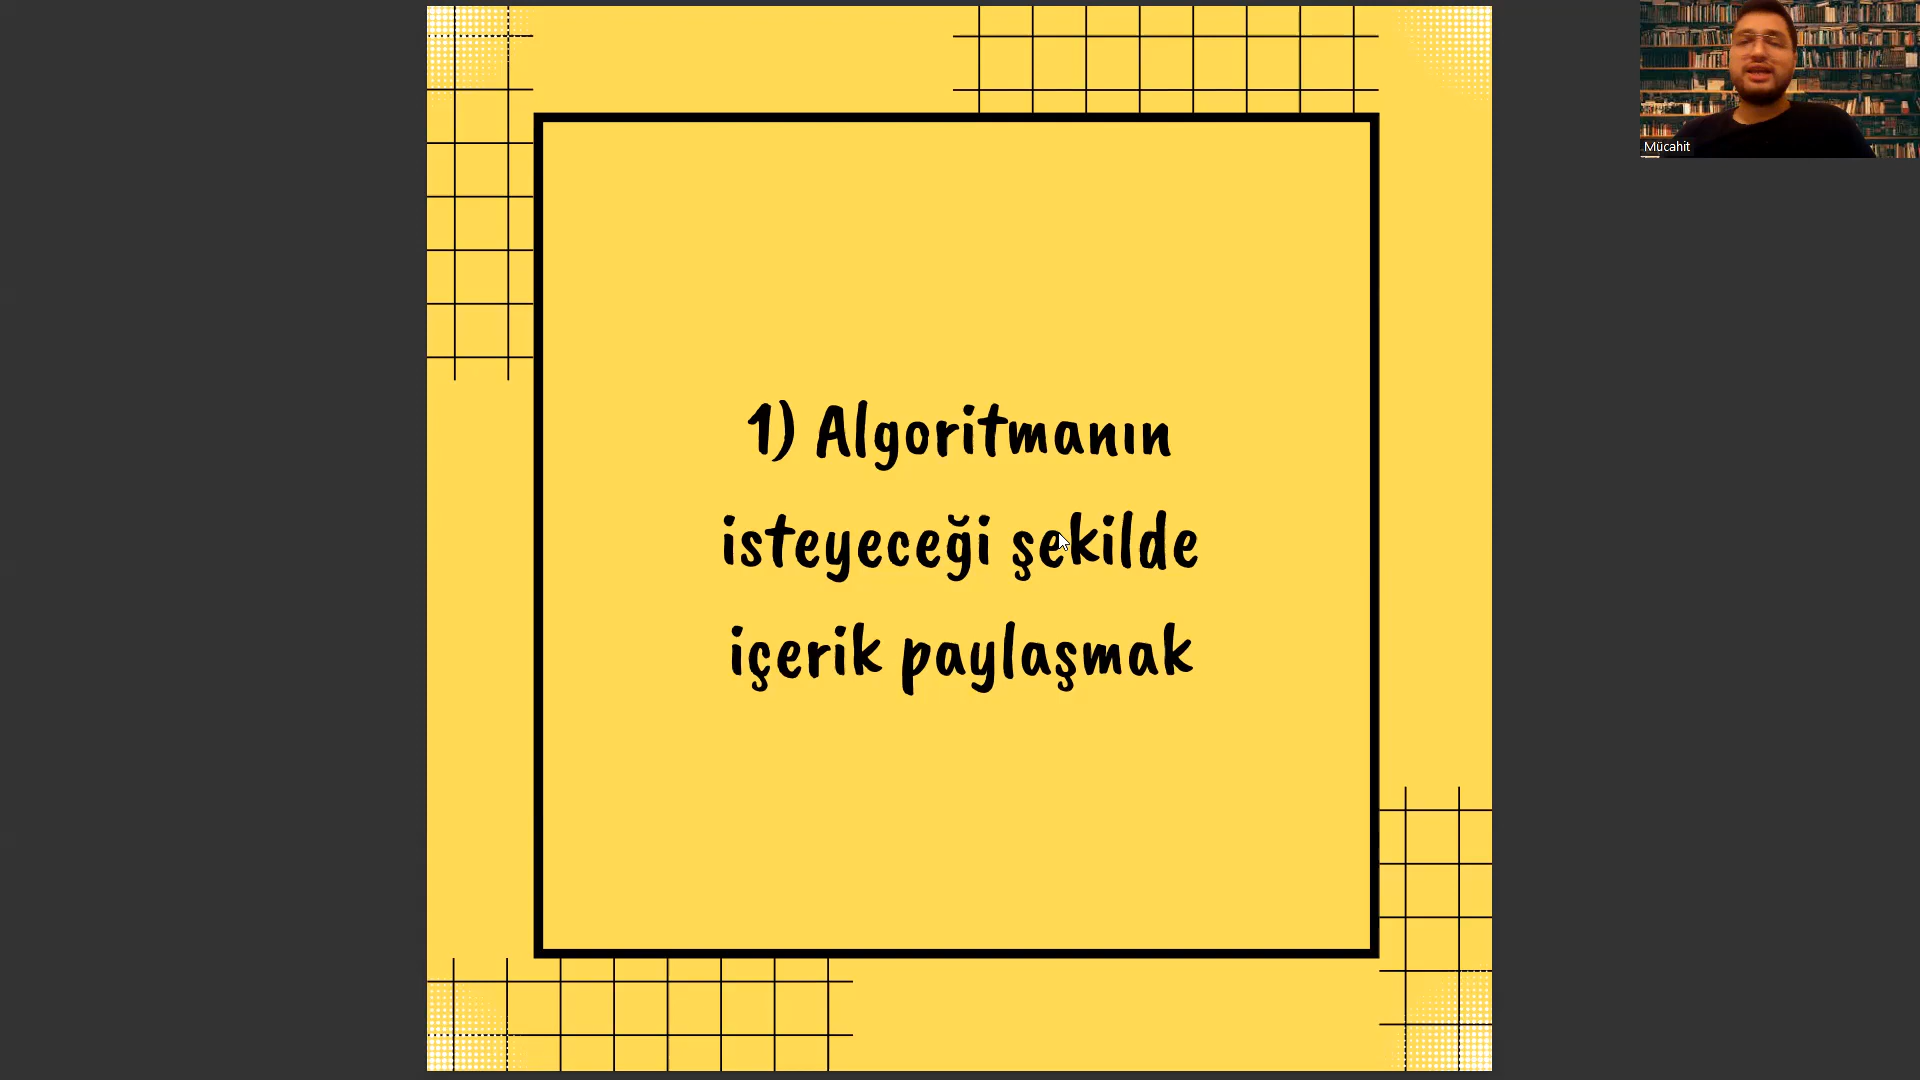 Mücahit
1) Algoritmanın
isteyeceği şekilde
içerik paylaşmak